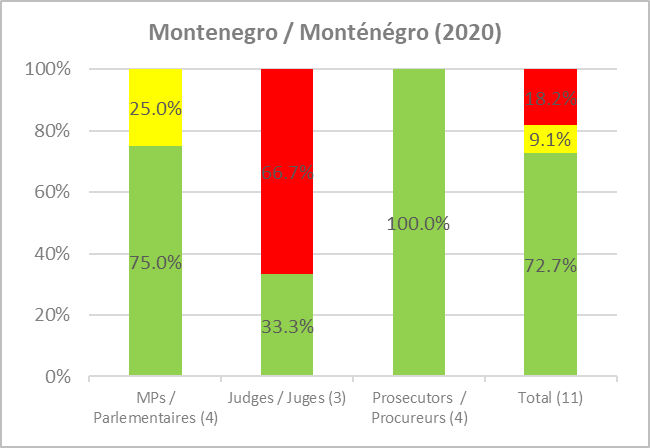 Montenegro / Monténégro (2020)
100%
80%
60%
40%
20%
0%
25.0%
75.0%
66.7%
33.3%
100.0%
18.2%
9.1%
72.7%
MPs /
Parlementaires (4)
Judges / Juges (3)
Prosecutors /
Procureurs (4)
Total (11)